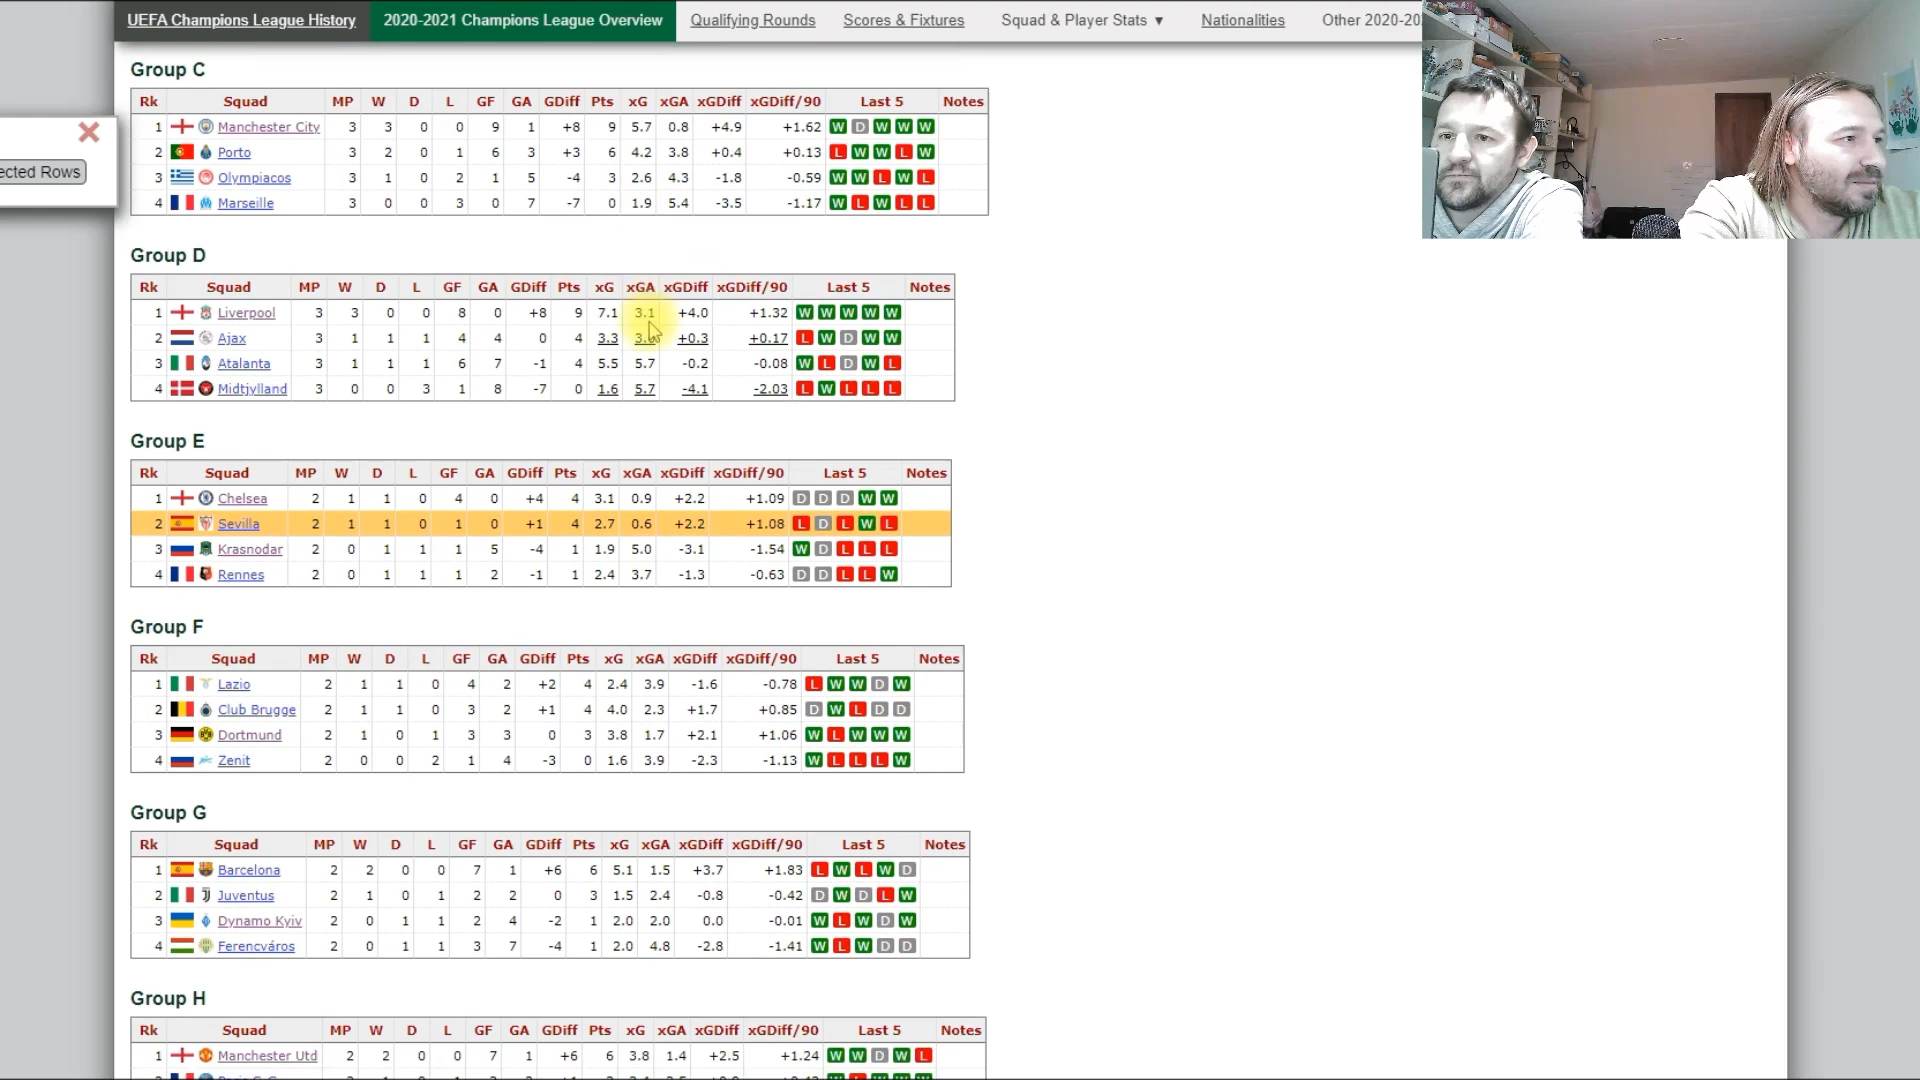 UEFA Champions League History 2020-2021 Champions League Overview Qualifying Rounds Scores & Fixtures Squad & Player Stats ▼ Nationalities Other 2020-20
ected Rows
Group C
Rk Squad MP W D L GF GA GDiff Pts xG xGA xGDiff xGDiff/90 Last 5 Notes
1 Manchester City 3 3 0 0 9 1 +8 9 5.7 0.8 +4.9 +1.62 W D W W W
2 Porto 3 2 0 1 6 3 +3 6 4.2 3.8 +0.4 +0.13 L W W L W
3 Olympiacos 3 1 0 2 1 5 -4 3 2.6 4.3 -1.8 -0.59 W W L W L
4 Marseille 3 0 0 3 0 7 -7 0 1.9 5.4 -3.5 -1.17 W L W L L
Group D
Rk Squad MP W D L GF GA GDiff Pts xG xGA xGDiff xGDiff/90 Last 5 Notes
1 Liverpool 3 3 0 0 8 0 +8 9 7.1 3.1 +4.0 +1.32 W W W W W
2 Ajax 3 1 1 1 4 4 0 4 3.3 +0.3 +0.17 L W D W W
3 Atalanta 3 1 1 1 6 7 -1 4 5.5 5.7 -0.2 -0.08 W L D W L
4 Midtjylland 3 0 0 3 1 8 -7 0 1.6 5.7 -4.1 -2.03 L W L L L
Group E
Rk Squad MP W D L GF GA GDiff Pts xG xGA xGDiff xGDiff/90 Last 5 Notes
1 Chelsea 2 1 1 0 4 0 +4 4 3.1 0.9 +2.2 +1.09 D D D W W
2 Sevilla 2 1 1 0 1 0 +1 4 2.7 0.6 +2.2 +1.08 L D L W L
3 Krasnodar 2 0 1 1 1 5 -4 1 1.9 5.0 -3.1 -1.54 W D L L L
4 Rennes 2 0 1 1 1 2 -1 1 2.4 3.7 -1.3 -0.63 D D L L W
Group F
Rk Squad MP W D L GF GA GDiff Pts xG xGA xGDiff xGDiff/90 Last 5 Notes
1 Lazio 2 1 1 0 4 2 +2 4 2.4 3.9 -1.6 -0.78 L W W D W
2 Club Brugge 2 1 1 0 3 2 +1 4 4.0 2.3 +1.7 +0.85 D W L D D
3 Dortmund 2 1 0 1 3 3 0 3 3.8 1.7 +2.1 +1.06 W L W W W
4 Zenit 2 0 0 2 1 4 -3 0 1.6 3.9 -2.3 -1.13 W L L L W
Group G
Rk Squad MP W D L GF GA GDiff Pts xG xGA xGDiff xGDiff/90 Last 5 Notes
1 Barcelona 2 2 0 0 7 1 +6 6 5.1 1.5 +3.7 +1.83 L W L W D
2 Juventus 2 1 0 1 2 2 0 3 1.5 2.4 -0.8 -0.42 D W D L W
3 Dynamo Kyiv 2 0 1 1 2 4 -2 1 2.0 2.0 0.0 -0.01 W L W D W
4 Ferencváros 2 0 1 1 3 7 -4 1 2.0 4.8 -2.8 -1.41 W L W D D
Group H
Rk Squad MP W D L GF GA GDiff Pts xG xGA xGDiff xGDiff/90 Last 5 Notes
1 Manchester Utd 2 2 0 0 7 1 +6 6 3.8 1.4 +2.5 +1.24 W W D W L